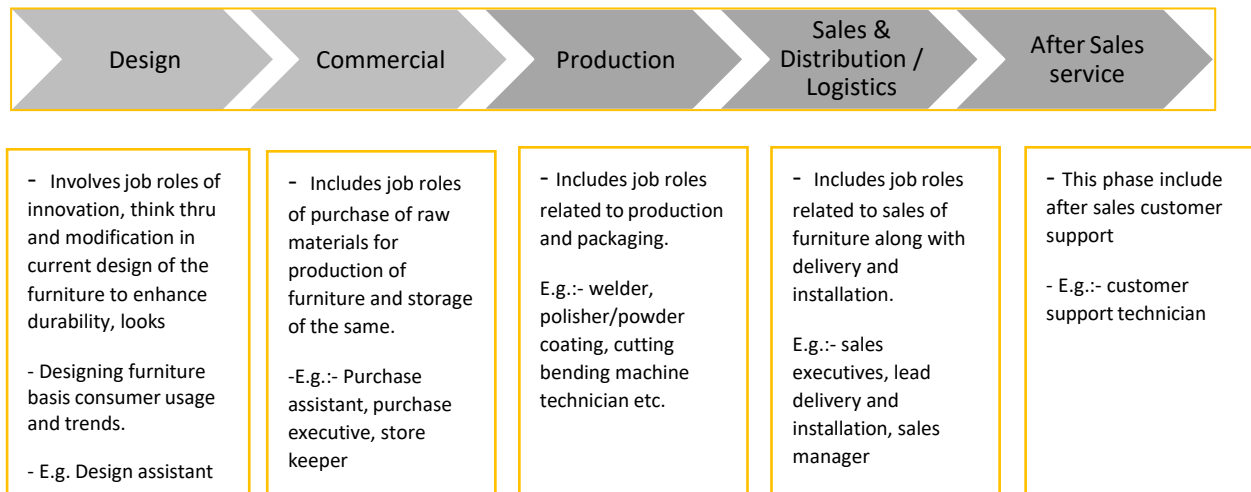 Design
Commercial
Production
Sales &
Distribution /
Logistics
After Sales
service
- Involves job roles of
innovation, think thru
and modification in
current design of the
furniture to enhance
durability, looks
- Designing furniture
basis consumer usage
and trends.
- E.g. Design assistant
- Includes job roles
of purchase of raw
materials for
production of
furniture and storage
of the same.
-E.g.:- Purchase
assistant, purchase
executive, store
keeper
- Includes job roles
related to production
and packaging.
E.g.:- welder,
polisher/powder
coating, cutting
bending machine
technician etc.
- Includes job roles
related to sales of
furniture along with
delivery and
installation.
E.g.:- sales
executives, lead
delivery and
installation, sales
manager
- This phase include
after sales customer
support
- E.g.:- customer
support technician